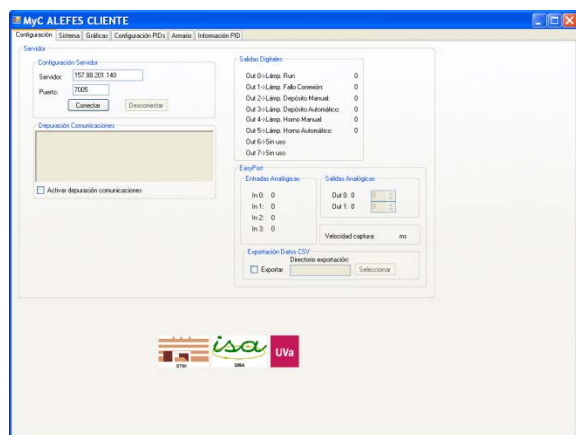 MyC ALEFES CLIENTE
Configuración Sistema Gráficas Configuración PIDs Armario Información PID
Servidor
Configuración Servidor
Servidor: 157.88.201.140
Puerto: 7005
Conectar Desconectar
Depuración Comunicaciones
Activar depuración comunicaciones
Salidas Digitales
Out 0->Lámp. Run 0
Out 1->Lámp. Fallo Conexión: 0
Out 2->Lámp. Depósito Manual: 0
Out 3->Lámp. Depósito Automático: 0
Out 4->Lámp. Horno Manual: 0
Out 5->Lámp. Horno Automático: 0
Out 6->Sin uso
Out 7->Sin uso
EasyPort
Entradas Analógicas
In 0: 0
In 1: 0
In 2: 0
In 3: 0
Salidas Analógicas
Out 0: 0 0
Out 1: 0 0
Velocidad captura: ms
Exportación Datos CSV
Directorio exportación:
Exportar Seleccionar
isa
UVa